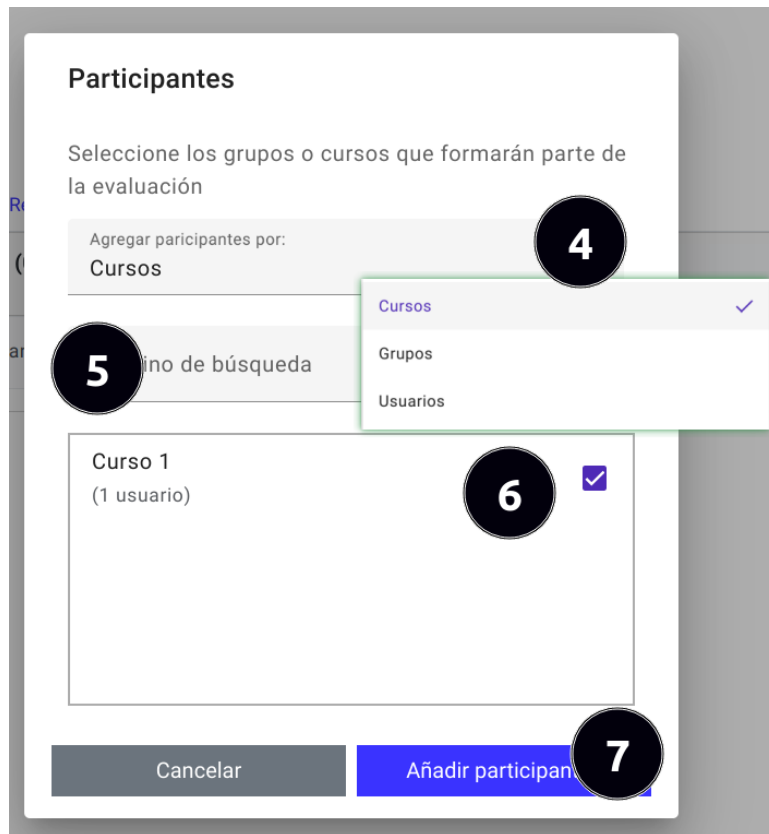 Participantes
Seleccione los grupos o cursos que formarán parte de
la evaluación
Agregar paricipantes por:
Cursos
4
Cursos
Grupos
Usuarios
5
ino de búsqueda
Curso 1
(1 usuario)
6
Cancelar
Añadir participan
7